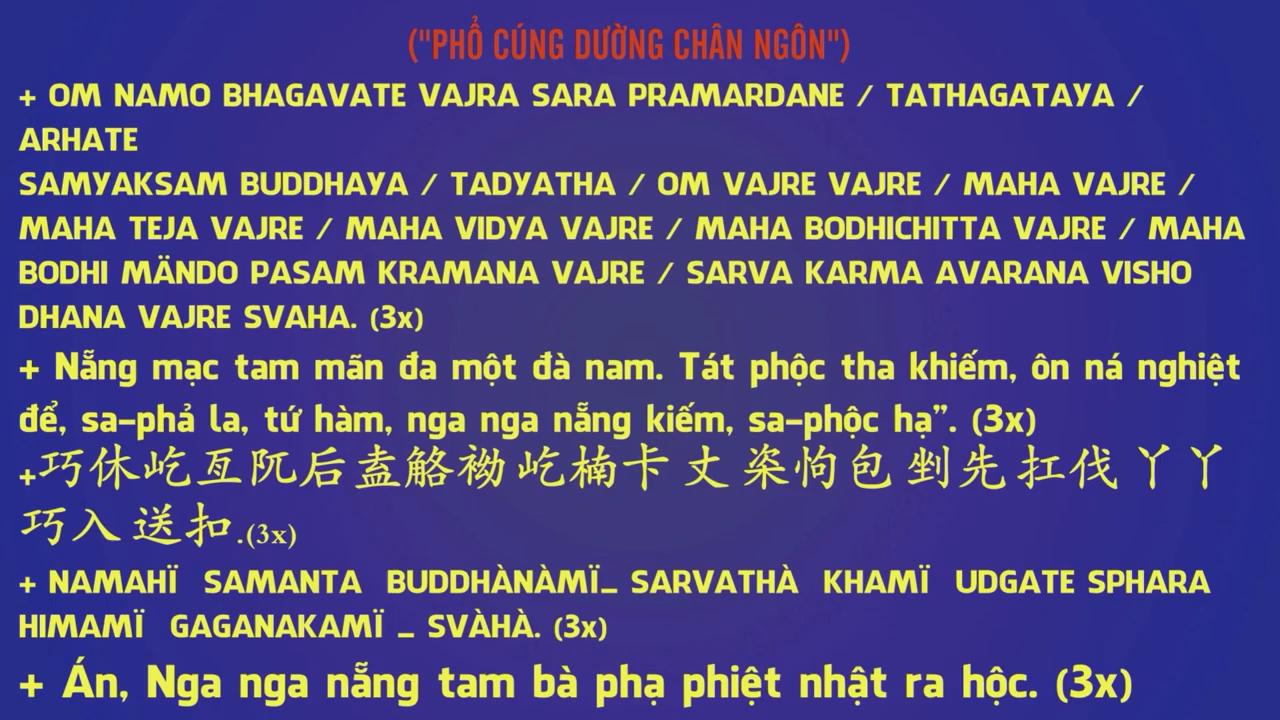 ("PHỔ CÚNG DƯỜNG CHÂN NGÔN")
+ OM NAMO BHAGAVATE VAJRA SARA PRAMARDANE / TATHAGATAYA /
ARHATE
SAMYAKSAM BUDDHAYA / TADYATHA / OM VAJRE VAJRE / MAHA VAJRE /
MAHA TEJA VAJRE / MAHA VIDYA VAJRE / MAHA BODHICHITTA VAJRE / MAHA
BODHI MÄNDO PASAM KRAMANA VAJRE / SARVA KARMA AVARANA VISHO
DHANA VAJRE SVAHA. (3x)
+ Nẵng mạc tam mãn đa một đà nam. Tát phộc tha khiếm, ôn ná nghiệt
để, sa-phả la, tứ hàm, nga nga nẵng kiếm, sa-phộc hạ”. (3x)
+巧休屹亙阢后盍觡衪屹楠卡丈 桼怐包 剉先扛伐 丫丫
巧入送扣.(3x)
+ NAMAHÏ SAMANTA BUDDHÀNÀMÏ_ SARVATHÀ KHAMÏ UDGATE SPHARA
HIMAMÏ GAGANAKAMÏ _ SVÀHÀ. (3x)
+ Án, Nga nga nẵng tam bà phạ phiệt nhật ra hộc. (3x)